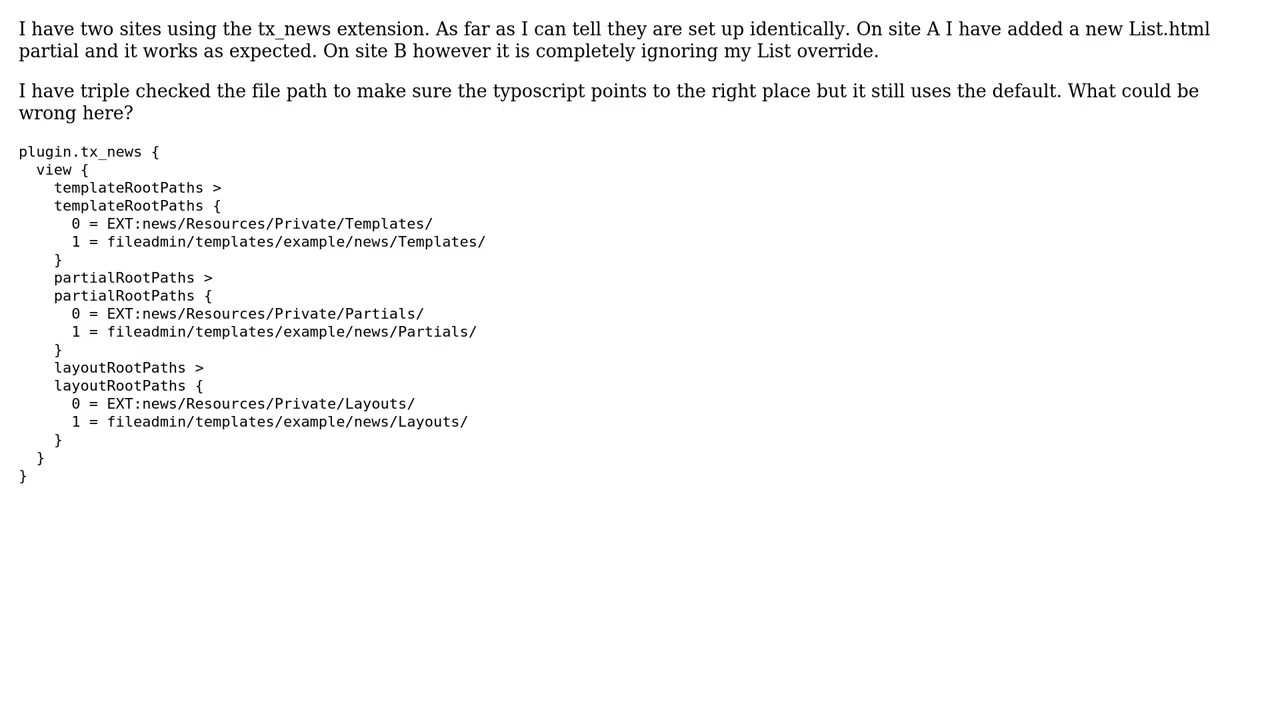 I have two sites using the tx_news extension. As far as I can tell they are set up identically. On site A I have added a new List.html
partial and it works as expected. On site B however it is completely ignoring my List override.
I have triple checked the file path to make sure the typoscript points to the right place but it still uses the default. What could be
wrong here?
plugin.tx_news {
  view {
    templateRootPaths >
    templateRootPaths {
      0 = EXT:news/Resources/Private/Templates/
      1 = fileadmin/templates/example/news/Templates/
    }
    partialRootPaths >
    partialRootPaths {
      0 = EXT:news/Resources/Private/Partials/
      1 = fileadmin/templates/example/news/Partials/
    }
    layoutRootPaths >
    layoutRootPaths {
      0 = EXT:news/Resources/Private/Layouts/
      1 = fileadmin/templates/example/news/Layouts/
    }
  }
}